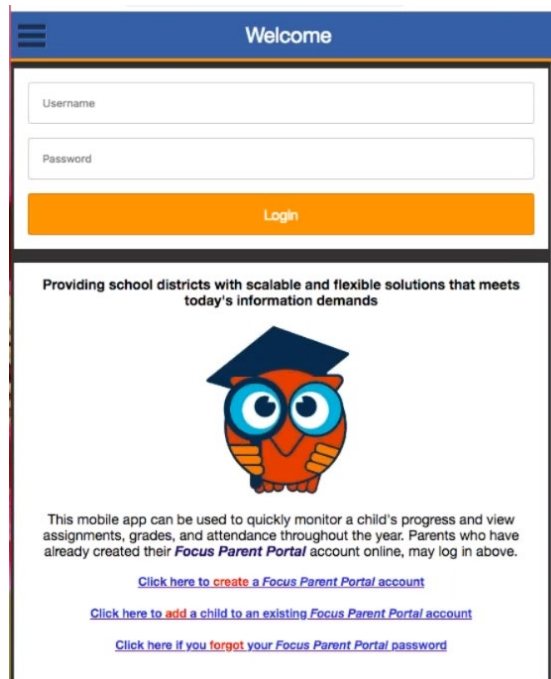 Welcome
Username
Password
Login
Providing school districts with scalable and flexible solutions that meets
today's information demands
This mobile app can be used to quickly monitor a child's progress and view
assignments, grades, and attendance throughout the year. Parents who have
already created their Focus Parent Portal account online, may log in above.
Click here to create a Focus Parent Portal account
Click here to add a child to an existing Focus Parent Portal account
Click here if you forgot your Focus Parent Portal password